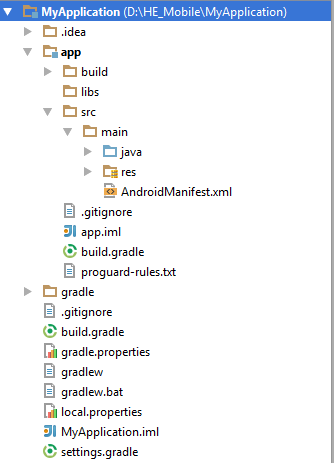 MyApplication (D:\HE_Mobile\MyApplication)
.idea
app
build
libs
src
main
java
res
AndroidManifest.xml
.gitignore
app.iml
build.gradle
proguard-rules.txt
gradle
.gitignore
build.gradle
gradle.properties
gradlew
gradlew.bat
local.properties
MyApplication.iml
settings.gradle